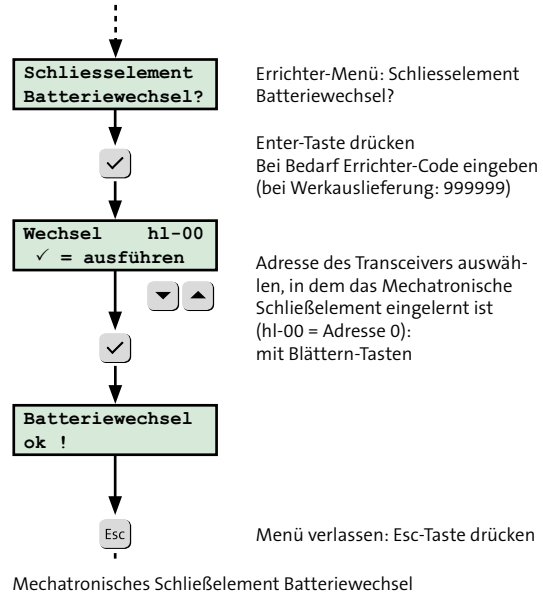 Schliesselement
Batteriewechsel?
Errichter-Menü: Schliesselement
Batteriewechsel?
Enter-Taste drücken
Bei Bedarf Errichter-Code eingeben
(bei Werkauslieferung: 999999)
Wechsel hl-00
✓ = ausführen
Adresse des Transceivers auswäh-
len, in dem das Mechatronische
Schließelement eingelernt ist
(hl-00 = Adresse 0):
mit Blättern-Tasten
Batteriewechsel
ok !
Esc
Menü verlassen: Esc-Taste drücken
Mechatronisches Schließelement Batteriewechsel